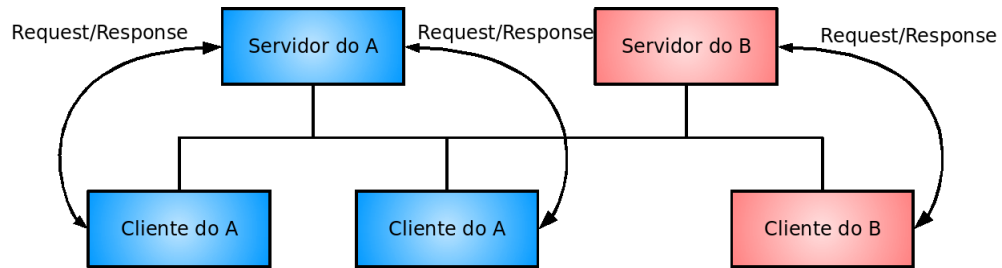 Request/Response
Servidor do A
Request/Response
Servidor do B
Request/Response
Cliente do A
Cliente do A
Cliente do B